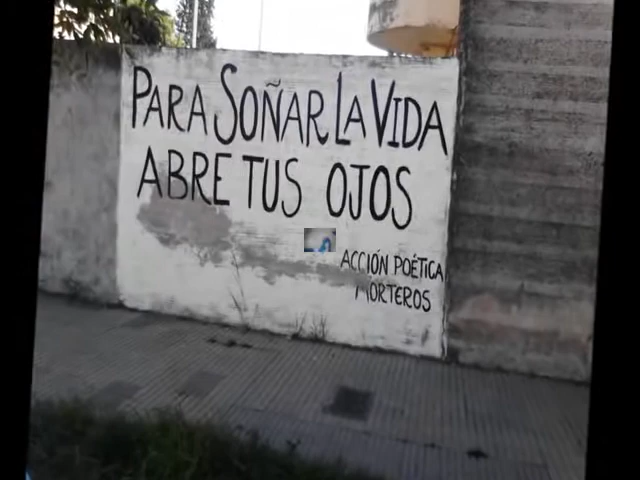 PARA SOÑAR LA VIDA
ABRE TUS OJOS
ACCIÓN POÉTICA
MORTEROS